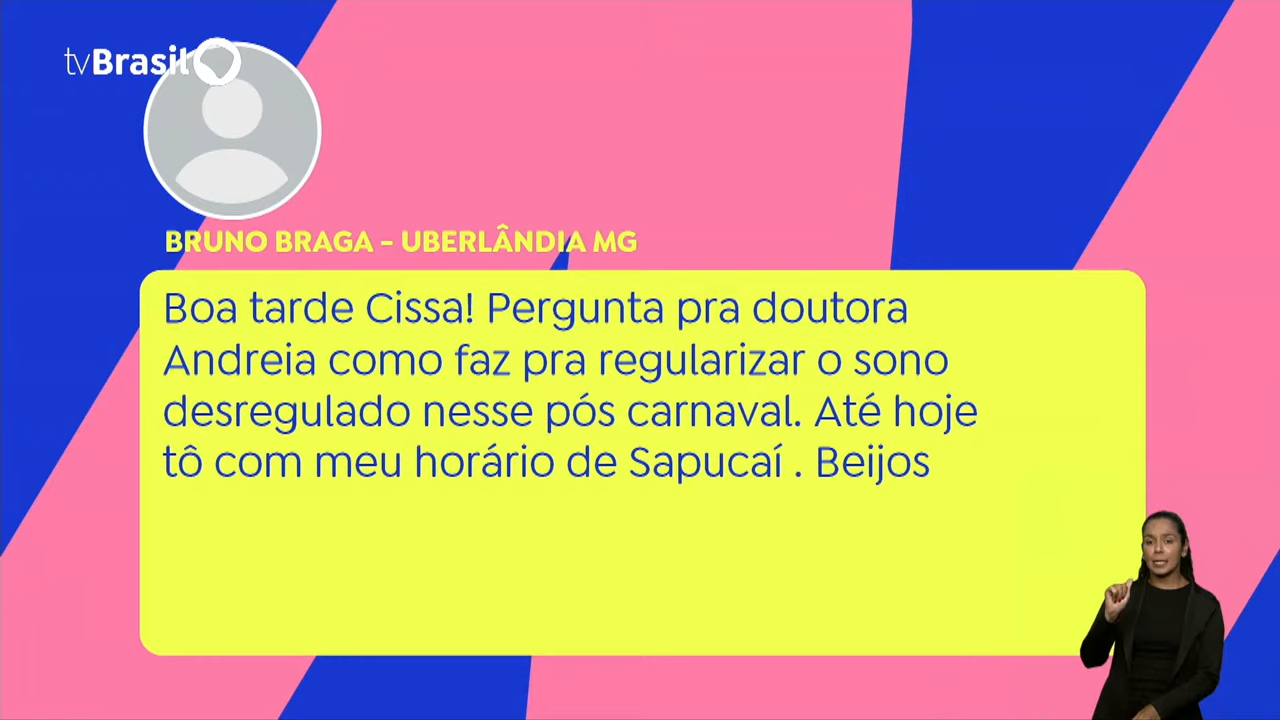 tvBrasil
BRUNO BRAGA - UBERLÂNDIA MG
Boa tarde Cissa! Pergunta pra doutora
Andreia como faz pra regularizar o sono
desregulado nesse pós carnaval. Até hoje
tô com meu horário de Sapucaí . Beijos